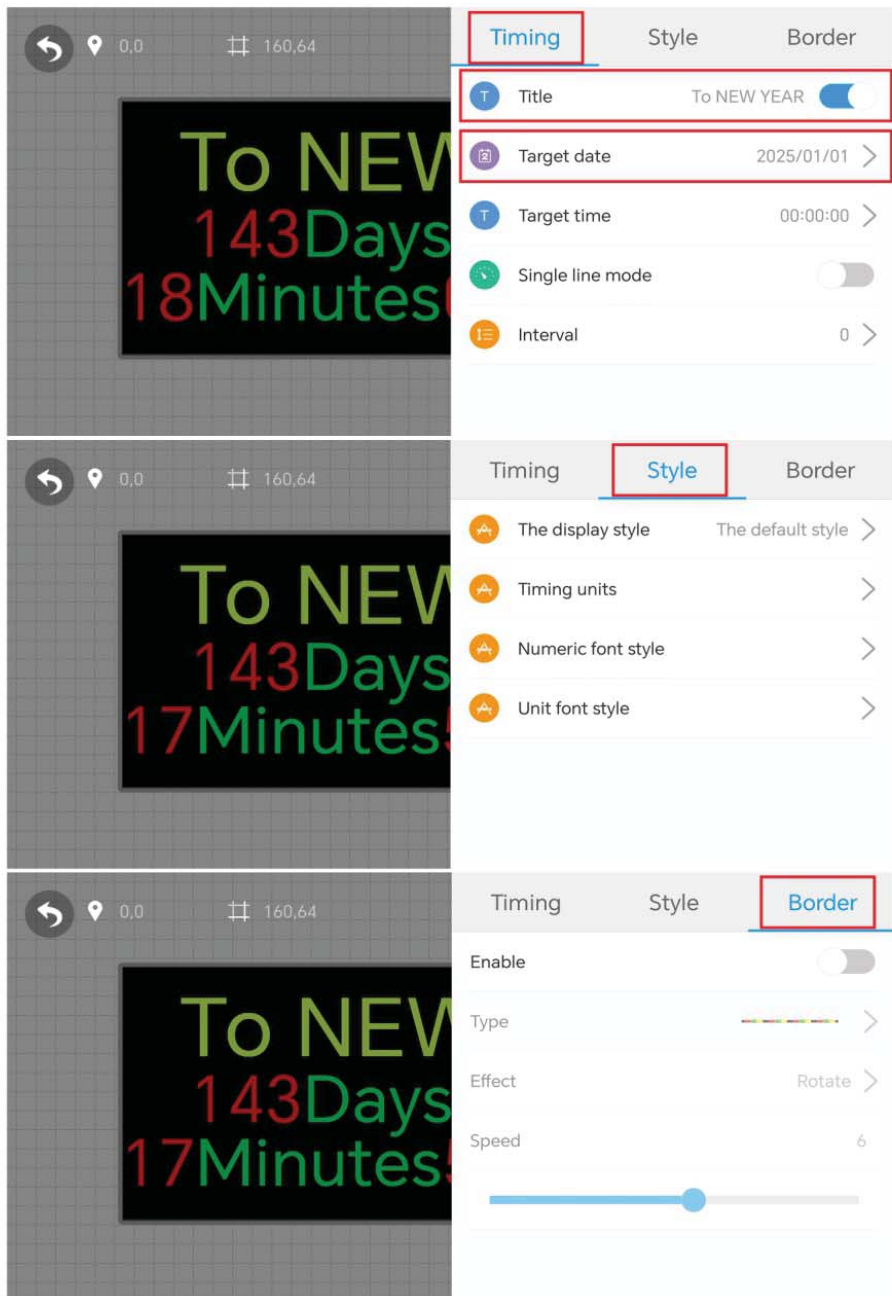 0,0 160,64
Timing Style Border
To NEW
143Days
18Minutes
Title To NEW YEAR
Target date 2025/01/01
Target time 00:00:00
Single line mode
Interval 0
0,0 160,64
Timing Style Border
To NEW
143Days
17Minutes
The display style The default style
Timing units
Numeric font style
Unit font style
0,0 160,64
Timing Style Border
To NEW
143Days
17Minutes
Enable
Type
Effect Rotate
Speed 6